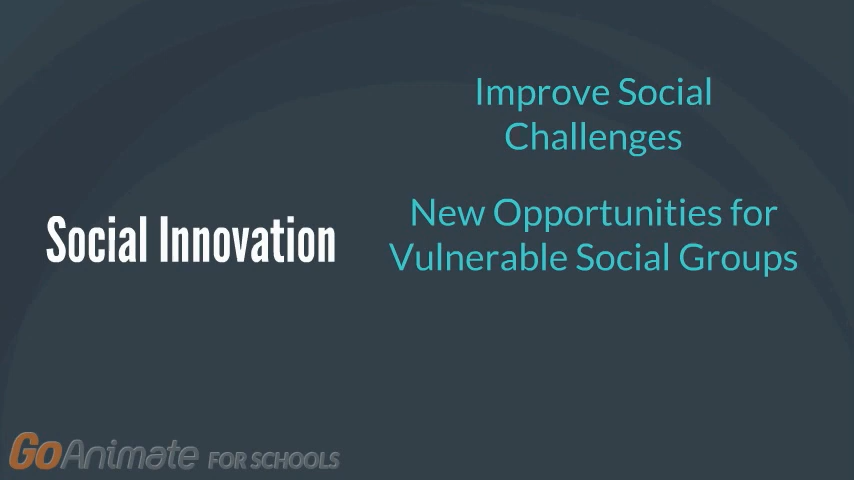 Improve Social
Challenges
Social Innovation
New Opportunities for
Vulnerable Social Groups
GoAnimate FOR SCHOOLS